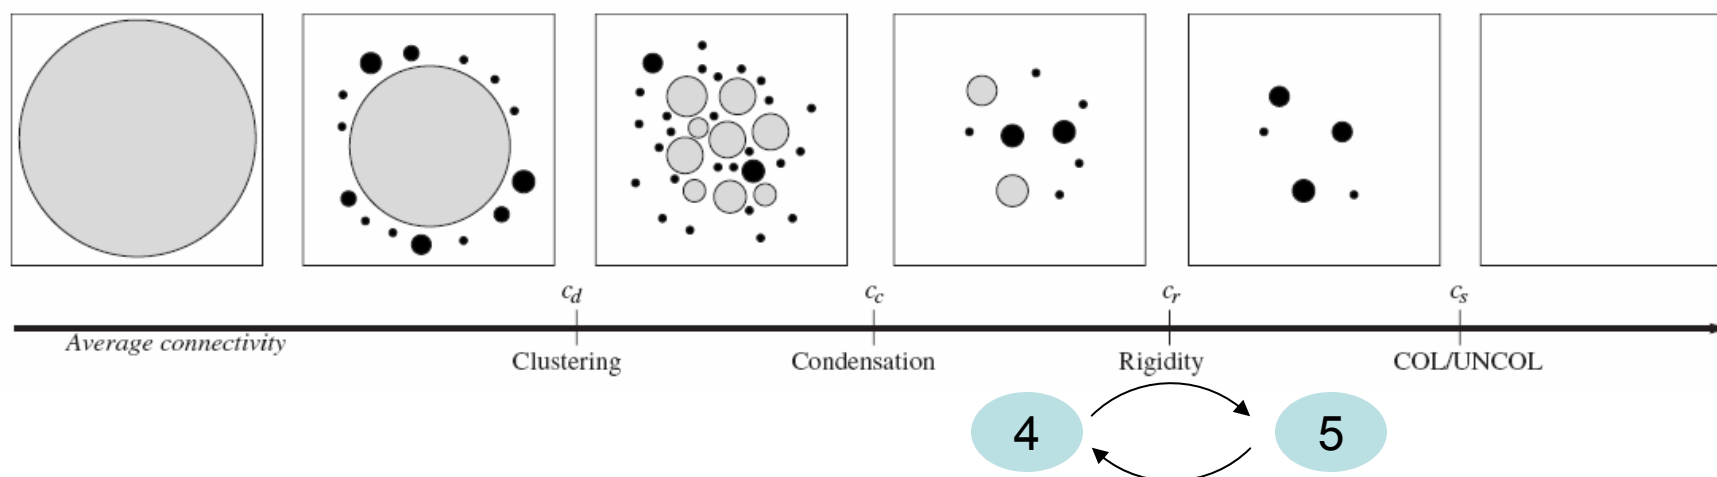 c_d c_c c_r c_s
Average connectivity
Clustering Condensation Rigidity COL/UNCOL
4 5